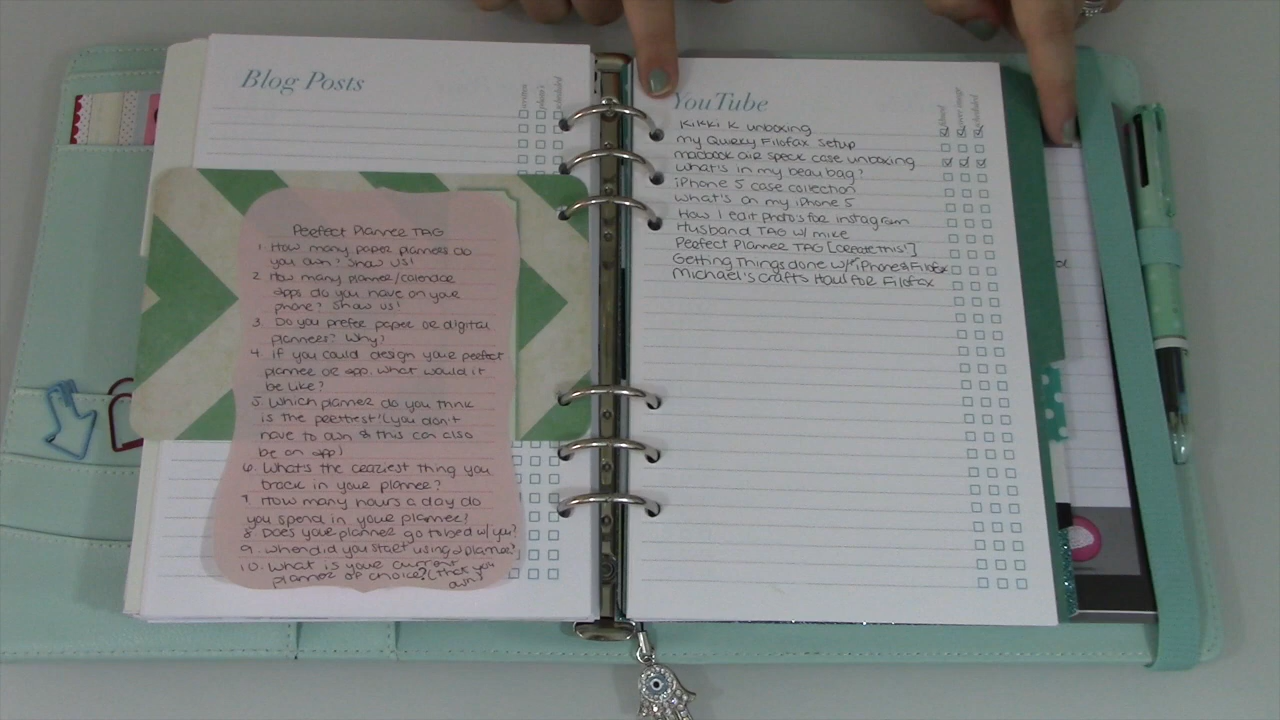 Blog Posts
written
photo's
scheduled
Perfect Planner TAG
1. How many paper planners do
you own? Show us!
2. How many planner/calendar
apps do you have on your
phone? Show us!
3. Do you prefer paper or digital
planners? Why?
4. if you could design your perfect
planner or app. What would it
be like?
5. Which planner do you think
is the prettiest? (you don't
have to own & this can also
be an app)
6. What's the craziest thing you
track in your planner?
7. How many hours a day do
you spend in your planner?
8. Does your planner go to bed w/you?
9. When did you start using a planner?
10. What is your current
planner of choice? (that you
own)
YouTube
filmed
cover image
scheduled
Kikki K unboxing
my Quirky Filofax setup
macbook air speck case unboxing
What's in my beau bag?
iPhone 5 case collection
What's on my iPhone 5
How I edit photos for instagram
Husband TAG w/ mike
Perfect Planner TAG [create this!]
Getting Things done w/ iPhone & Filofax
Michael's Crafts Haul for Filofax